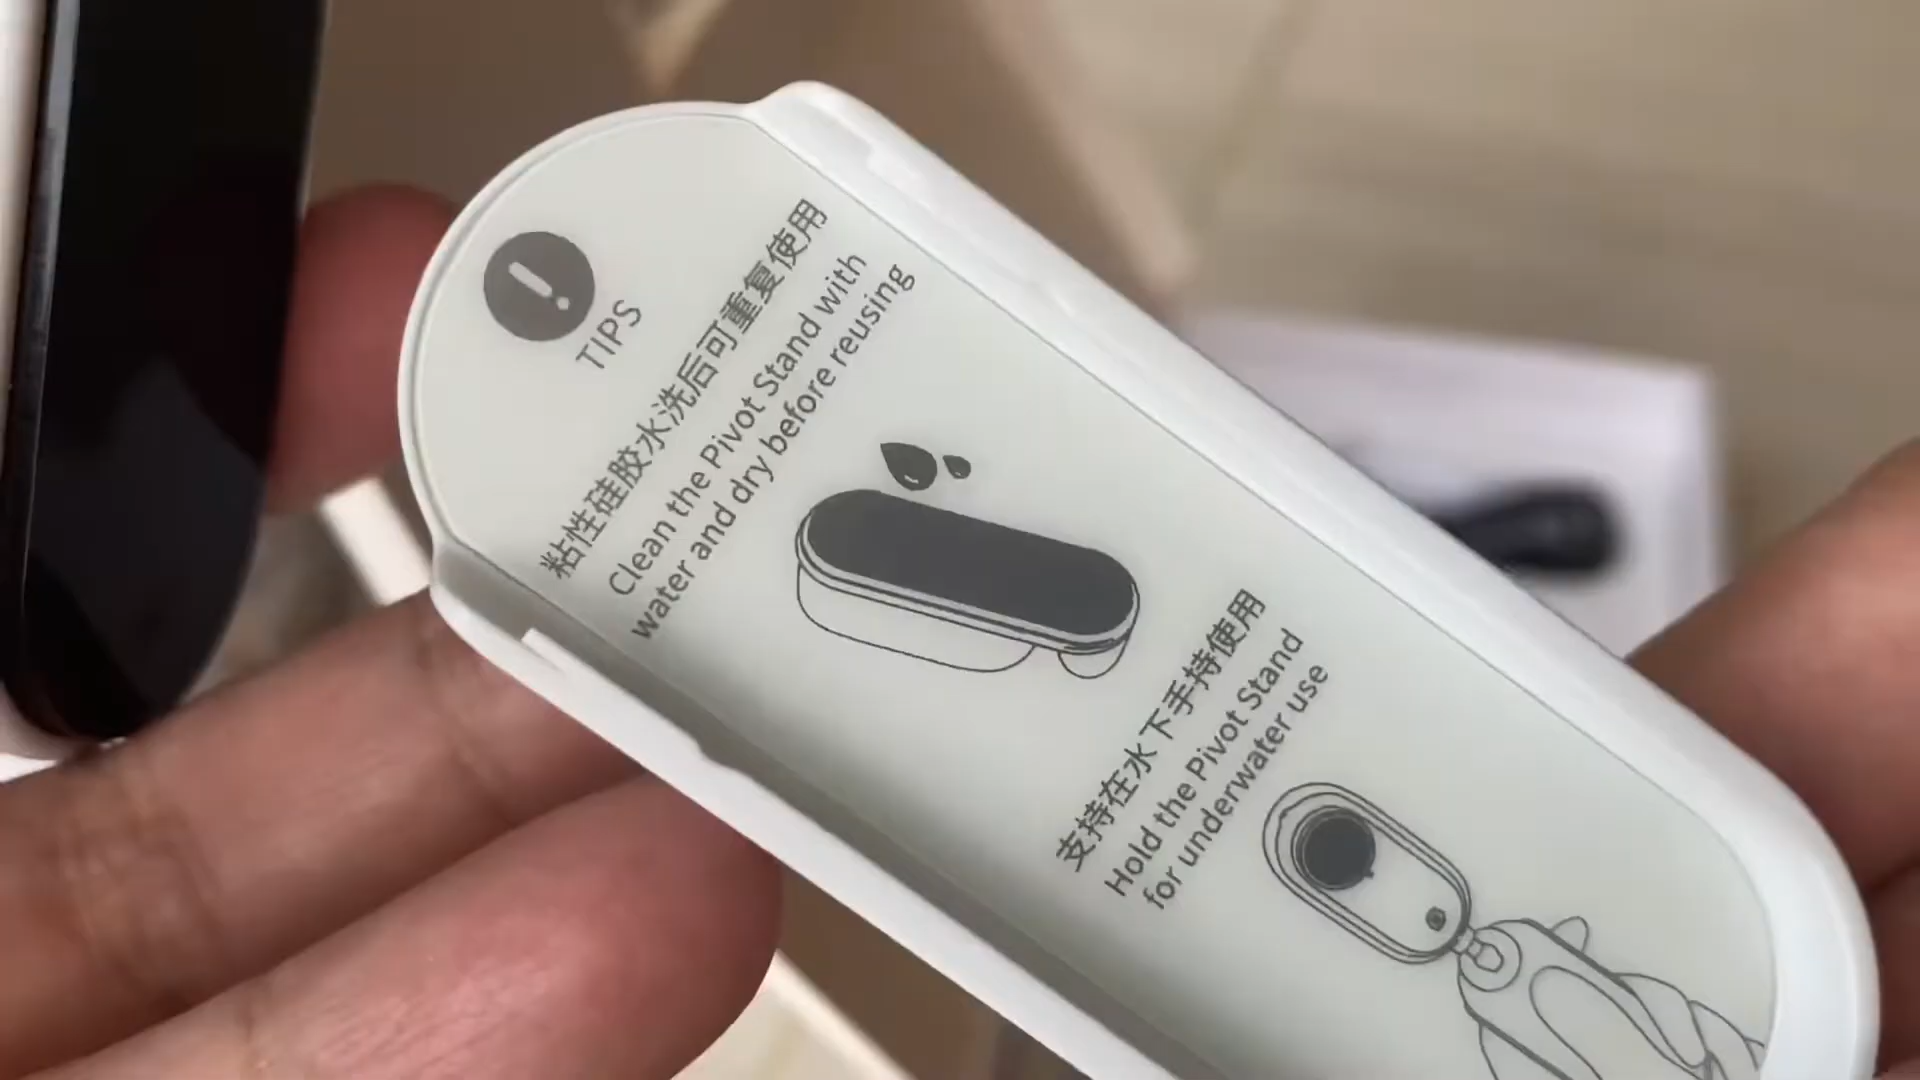 TIPS
粘性硅胶水洗后可重复使用
Clean the Pivot Stand with
water and dry before reusing
支持在水下手持使用
Hold the Pivot Stand
for underwater use